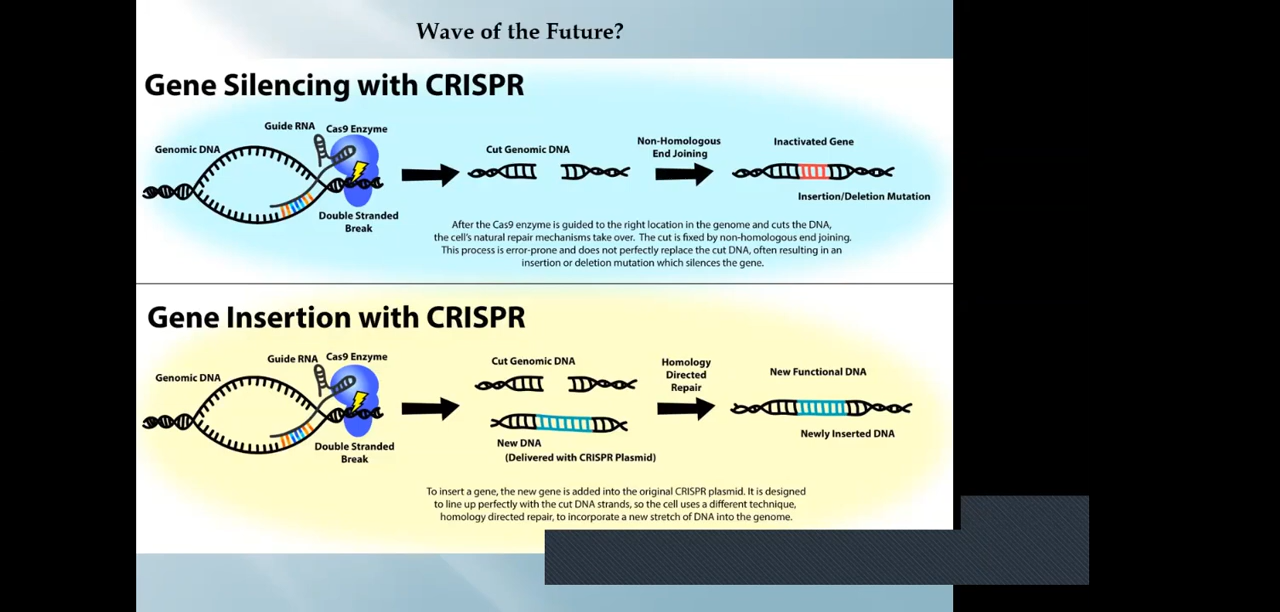 Wave of the Future?
Gene Silencing with CRISPR
Guide RNA
Cas9 Enzyme
Genomic DNA
Double Stranded
Break
Cut Genomic DNA
Non-Homologous
End Joining
Inactivated Gene
Insertion/Deletion Mutation
After the Cas9 enzyme is guided to the right location in the genome and cuts the DNA,
the cell's natural repair mechanisms take over. The cut is fixed by non-homologous end joining.
This process is error-prone and does not perfectly replace the cut DNA, often resulting in an
insertion or deletion mutation which silences the gene.
Gene Insertion with CRISPR
Guide RNA
Cas9 Enzyme
Genomic DNA
Double Stranded
Break
Cut Genomic DNA
New DNA
(Delivered with CRISPR Plasmid)
Homology
Directed
Repair
New Functional DNA
Newly Inserted DNA
To insert a gene, the new gene is added into the original CRISPR plasmid. It is designed
to line up perfectly with the cut DNA strands, so the cell uses a different technique,
homology directed repair, to incorporate a new stretch of DNA into the genome.